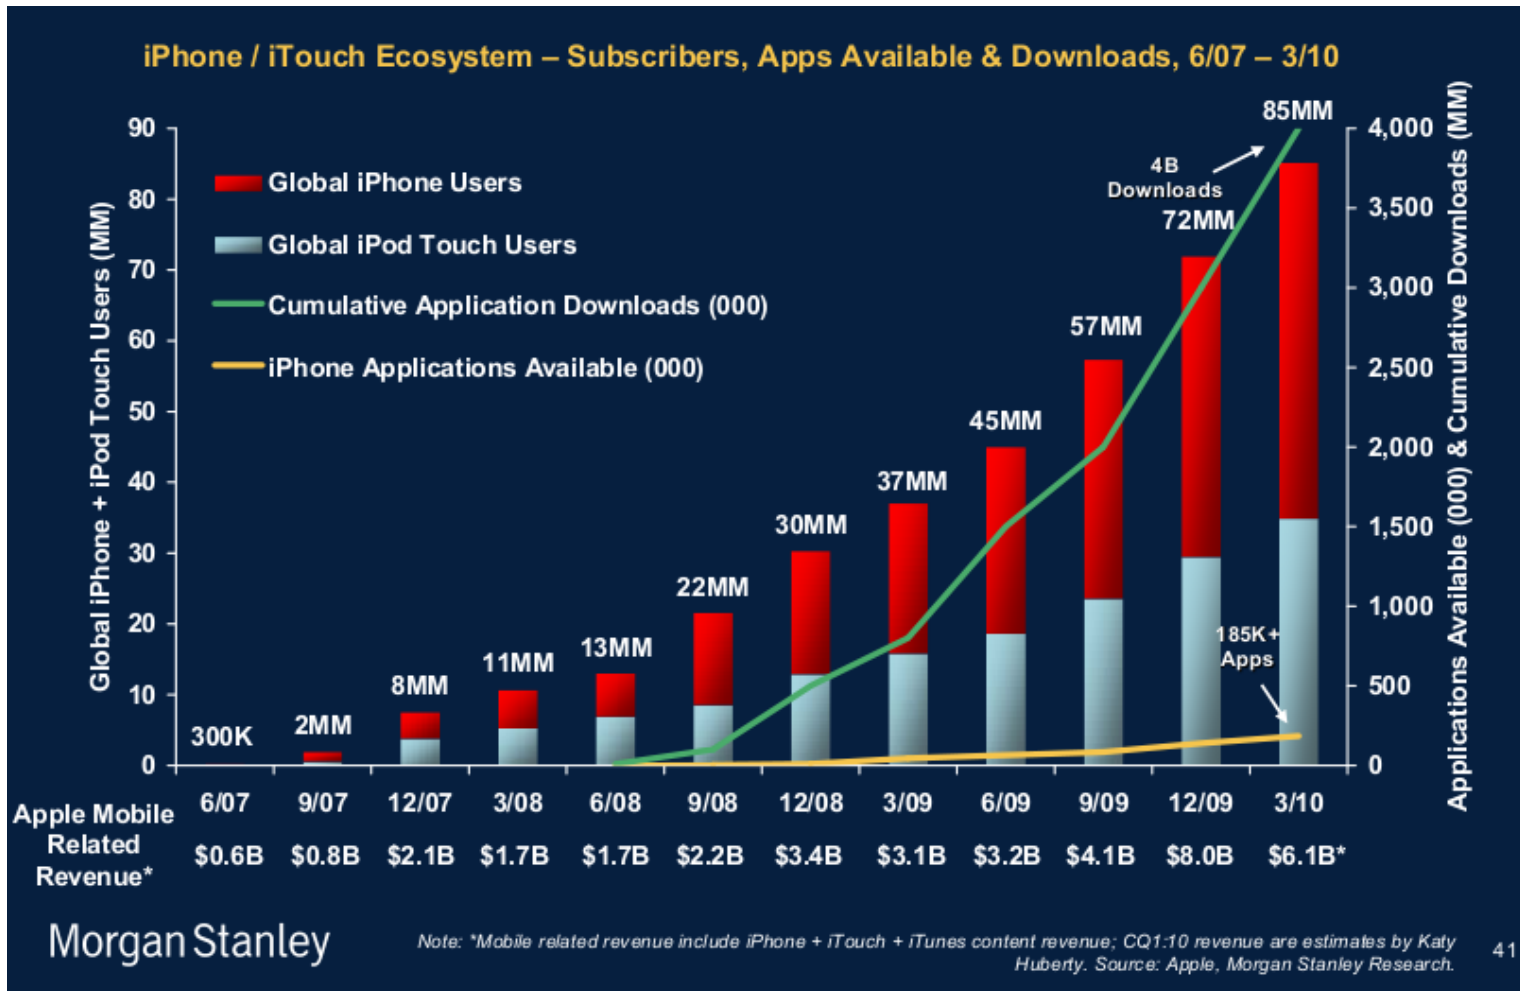 iPhone / iTouch Ecosystem – Subscribers, Apps Available & Downloads, 6/07 – 3/10
Global iPhone + iPod Touch Users (MM)
90
80
70
60
50
40
30
20
10
0
Global iPhone Users
Global iPod Touch Users
Cumulative Application Downloads (000)
iPhone Applications Available (000)
300K
2MM
8MM
11MM
13MM
22MM
30MM
37MM
45MM
57MM
72MM
85MM
4B
Downloads
185K+
Apps
4,000
3,500
3,000
2,500
2,000
1,500
1,000
500
0
Applications Available (000) & Cumulative Downloads (MM)
6/07 9/07 12/07 3/08 6/08 9/08 12/08 3/09 6/09 9/09 12/09 3/10
Apple Mobile
Related
Revenue*
$0.6B $0.8B $2.1B $1.7B $1.7B $2.2B $3.4B $3.1B $3.2B $4.1B $8.0B $6.1B*
Morgan Stanley
Note: *Mobile related revenue include iPhone + iTouch + iTunes content revenue; CQ1:10 revenue are estimates by Katy
Huberty. Source: Apple, Morgan Stanley Research.
41